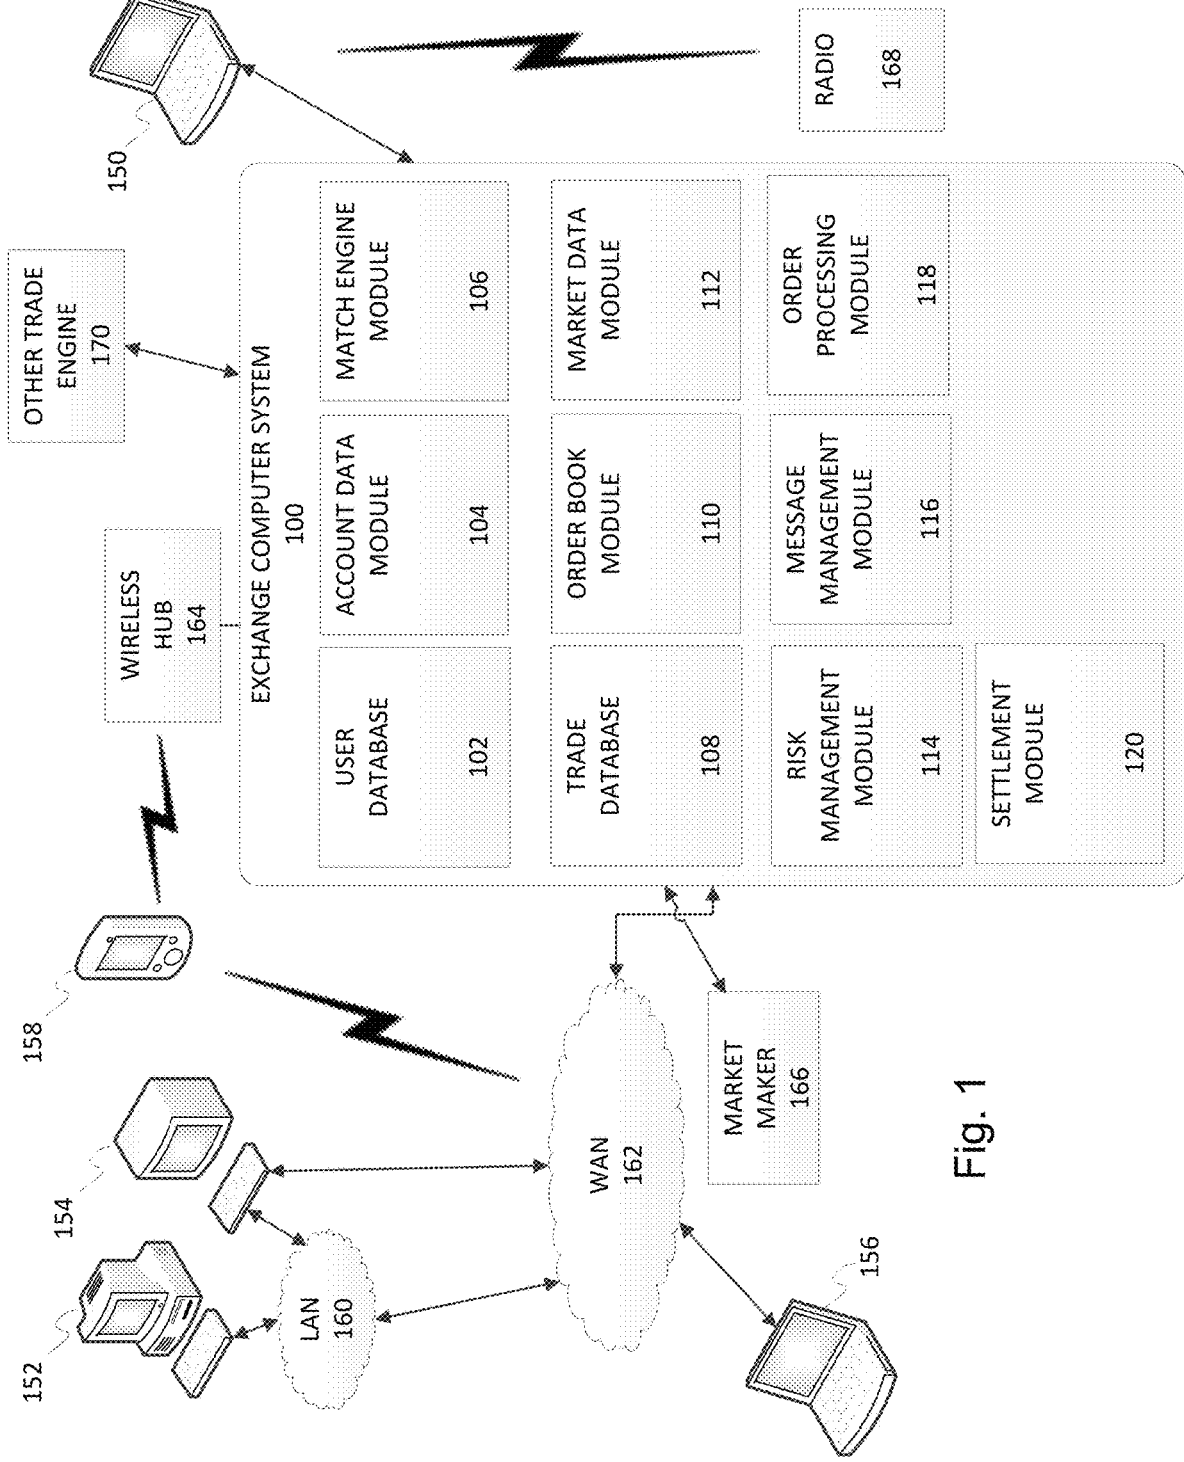 152
154
158
150
LAN
160
WAN
162
156
WIRELESS
HUB
164
OTHER TRADE
ENGINE
170
MARKET
MAKER
166
RADIO
168
EXCHANGE COMPUTER SYSTEM
100
USER
DATABASE
102
ACCOUNT DATA
MODULE
104
MATCH ENGINE
MODULE
106
TRADE
DATABASE
108
ORDER BOOK
MODULE
110
MARKET DATA
MODULE
112
RISK
MANAGEMENT
MODULE
114
MESSAGE
MANAGEMENT
MODULE
116
ORDER
PROCESSING
MODULE
118
SETTLEMENT
MODULE
120
Fig. 1